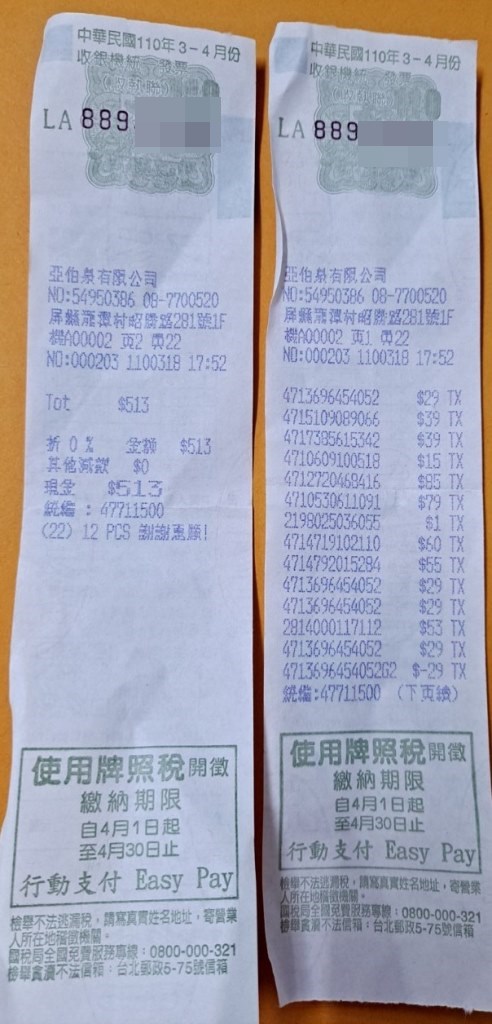 中華民國110年3-4月份
收銀機統一發票
(收執聯)
LA 889
亞伯泉有限公司
NO:54950386 08-7700520
屏縣龍潭村昭勝路281號1F
機A00002 頁2 員22
NO:000203 1100318 17:52
Tot $513
折 0 % 金額 $513
其他減款 $0
現金 $513
統編 : 47711500
(22) 12 PCS 謝謝惠顧!
使用牌照稅開徵
繳納期限
自4月1日起
至4月30日止
行動支付 Easy Pay
檢舉不法逃漏稅，請寫真實姓名地址，寄營業
人所在地稽徵機關。
國稅局全國免費服務專線：0800-000-321
檢舉貪瀆不法信箱：台北郵政5-75號信箱
中華民國110年3-4月份
收銀機統一發票
(收執聯)
LA 889
亞伯泉有限公司
NO:54950386 08-7700520
屏縣龍潭村昭勝路281號1F
機A00002 頁1 員22
NO:000203 1100318 17:52
4713696454052 $29 TX
4715109089066 $39 TX
4717385615342 $39 TX
4710609100518 $15 TX
4712720468416 $85 TX
4710530611091 $79 TX
2198025036055 $1 TX
4714719102110 $60 TX
4714792015284 $55 TX
4713696454052 $29 TX
4713696454052 $29 TX
2814000117112 $53 TX
4713696454052 $29 TX
4713696454052G2 $-29 TX
統編:47711500 (下頁續)
使用牌照稅開徵
繳納期限
自4月1日起
至4月30日止
行動支付 Easy Pay
檢舉不法逃漏稅，請寫真實姓名地址，寄營業
人所在地稽徵機關。
國稅局全國免費服務專線：0800-000-321
檢舉貪瀆不法信箱：台北郵政5-75號信箱